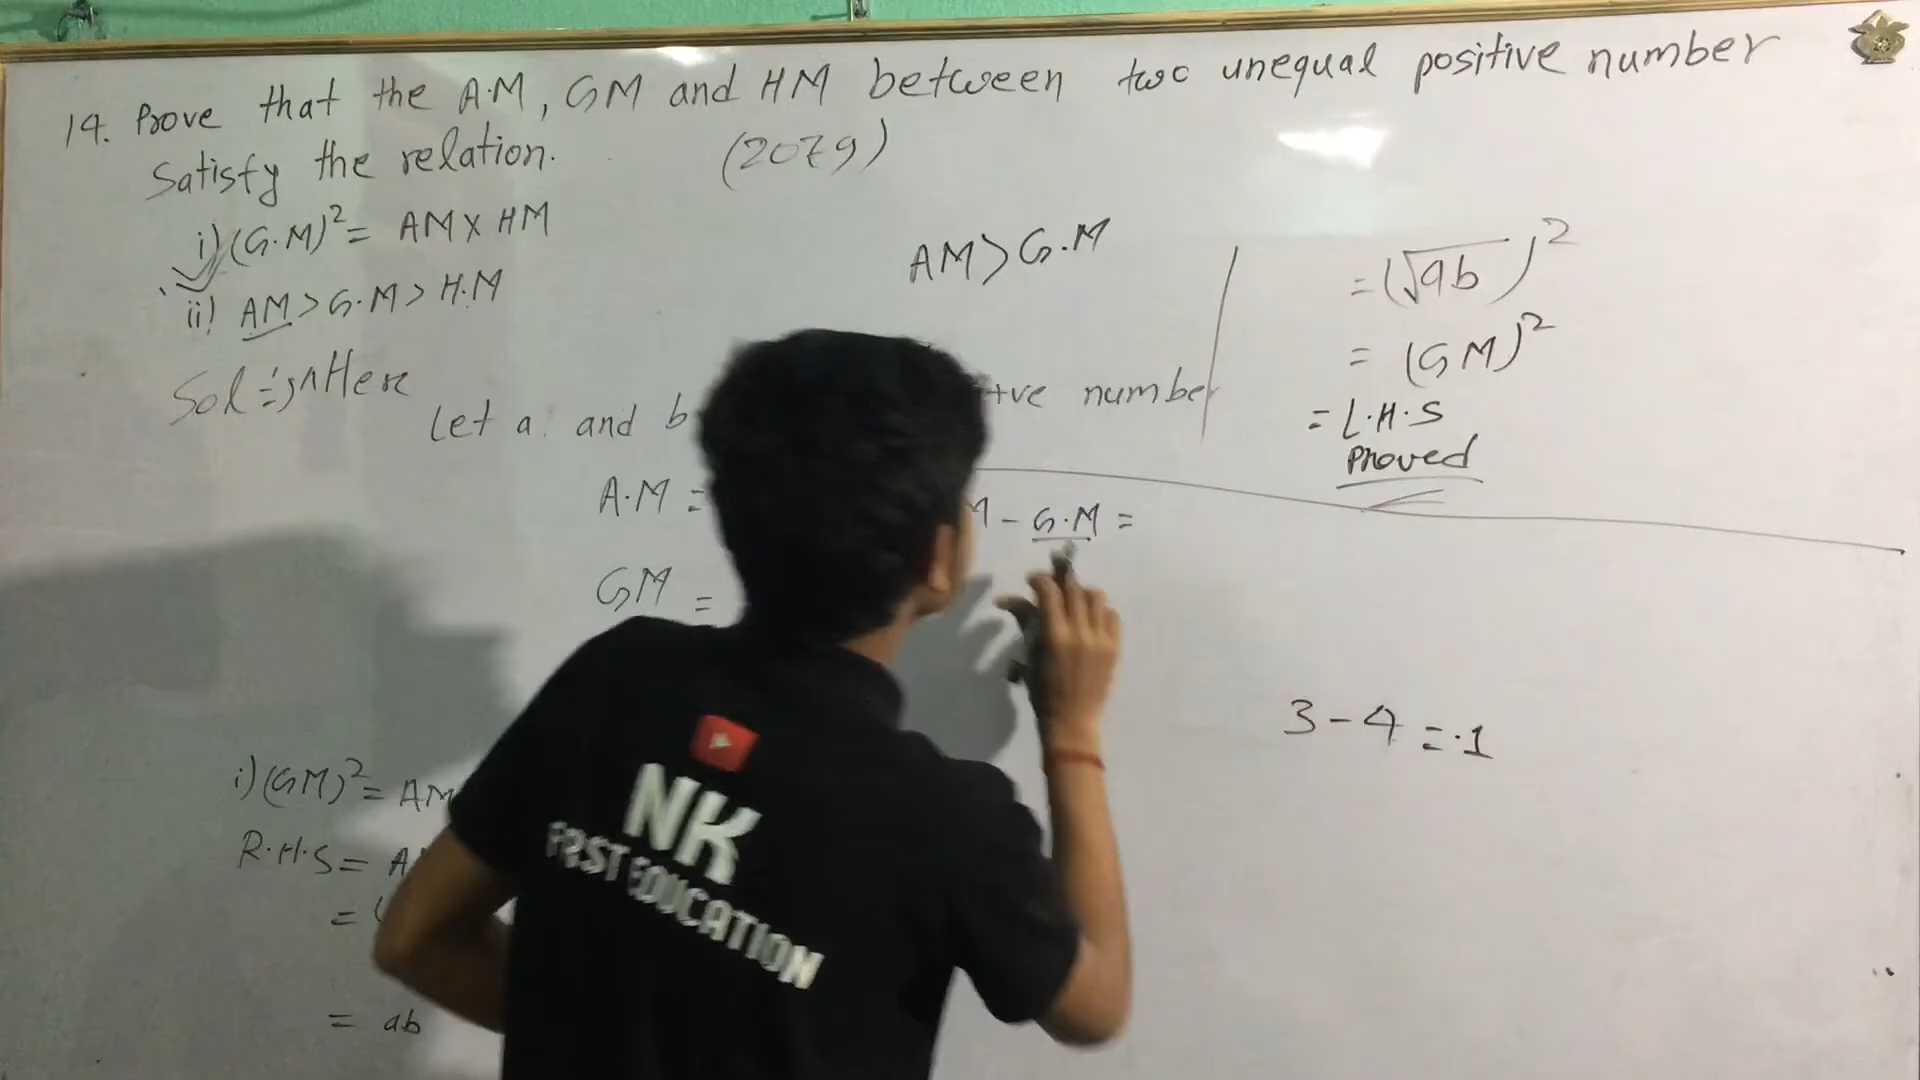 14. Prove that the A.M, GM and HM between two unequal positive number
Satisfy the relation. (2079)
i) (G.M)² = AM X HM
ii) AM > G.M > H.M
AM > G.M
Soln Here
Let a and b +ve number
A.M =
GM =
i) (GM)² = AM
R.H.S =
=
= ab
= (√ab)²
= (GM)²
= L.H.S
Proved
- G.M =
3 - 4 = -1
NK
FIRST EDUCATION